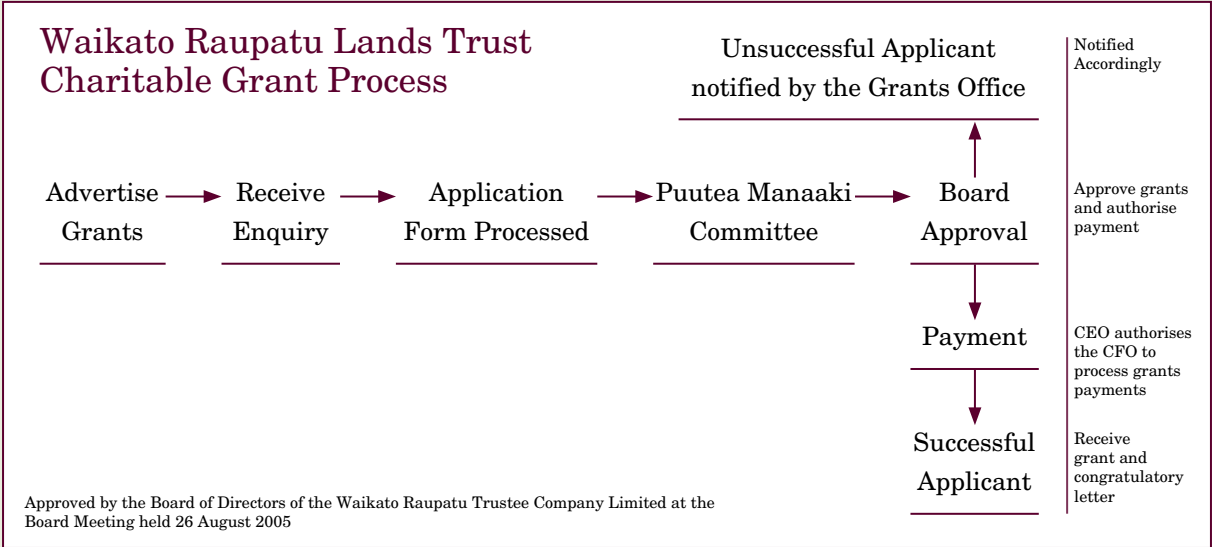 Waikato Raupatu Lands Trust
Charitable Grant Process
Unsuccessful Applicant
notified by the Grants Office
Notified
Accordingly
Advertise
Grants
Receive
Enquiry
Application
Form Processed
Puutea Manaaki
Committee
Board
Approval
Approve grants
and authorise
payment
Payment
CEO authorises
the CFO to
process grants
payments
Successful
Applicant
Receive
grant and
congratulatory
letter
Approved by the Board of Directors of the Waikato Raupatu Trustee Company Limited at the
Board Meeting held 26 August 2005